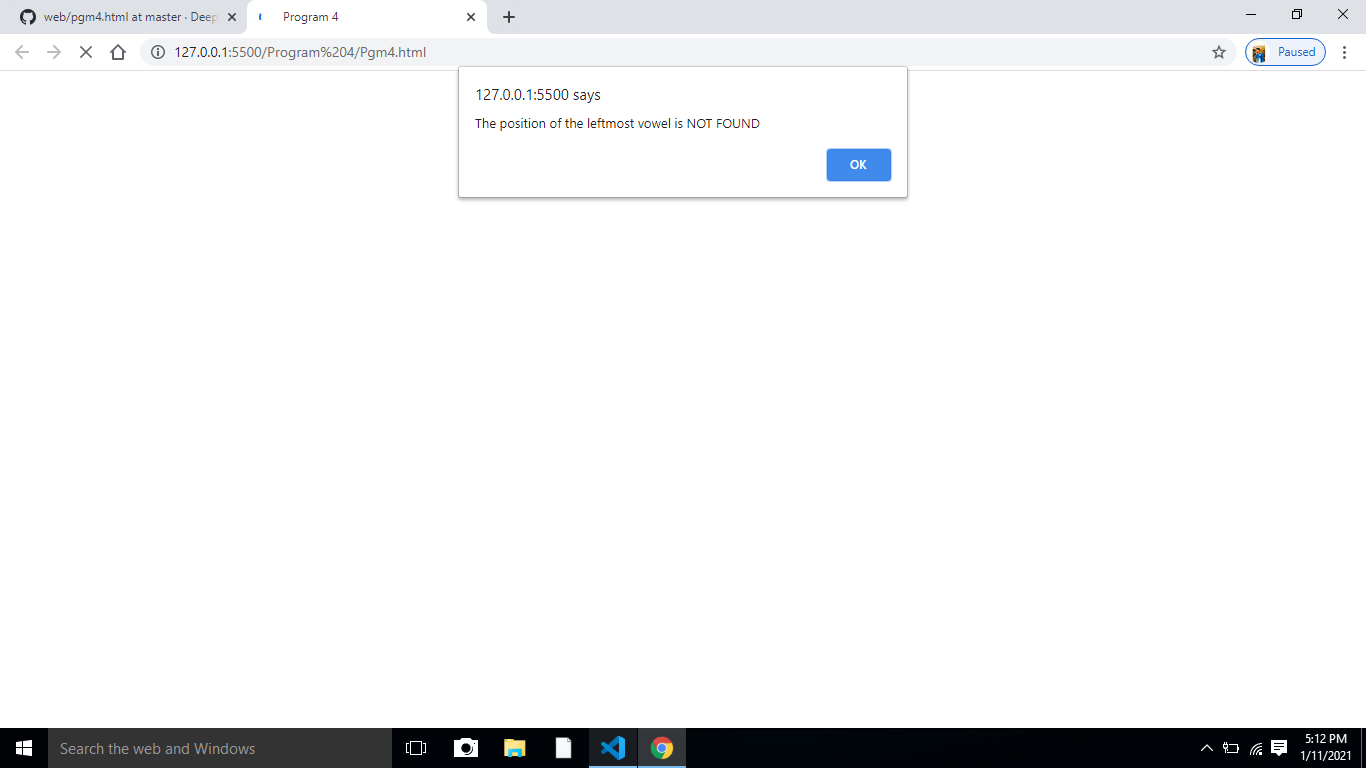 web/pgm4.html at master · Deep
Program 4
127.0.0.1:5500/Program%204/Pgm4.html
Paused
127.0.0.1:5500 says
The position of the leftmost vowel is NOT FOUND
OK
Search the web and Windows
5:12 PM
1/11/2021